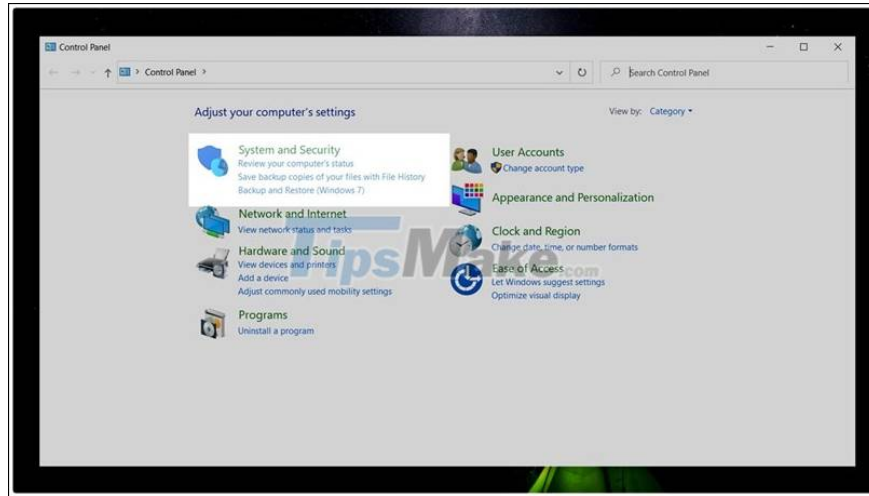 Control Panel
Control Panel
Search Control Panel
Adjust your computer's settings
View by: Category
System and Security
Review your computer's status
Save backup copies of your files with File History
Backup and Restore (Windows 7)
Network and Internet
View network status and tasks
Hardware and Sound
View devices and printers
Add a device
Adjust commonly used mobility settings
Programs
Uninstall a program
User Accounts
Change account type
Appearance and Personalization
Clock and Region
Change date, time, or number formats
Ease of Access
Let Windows suggest settings
Optimize visual display
TipsMake.com